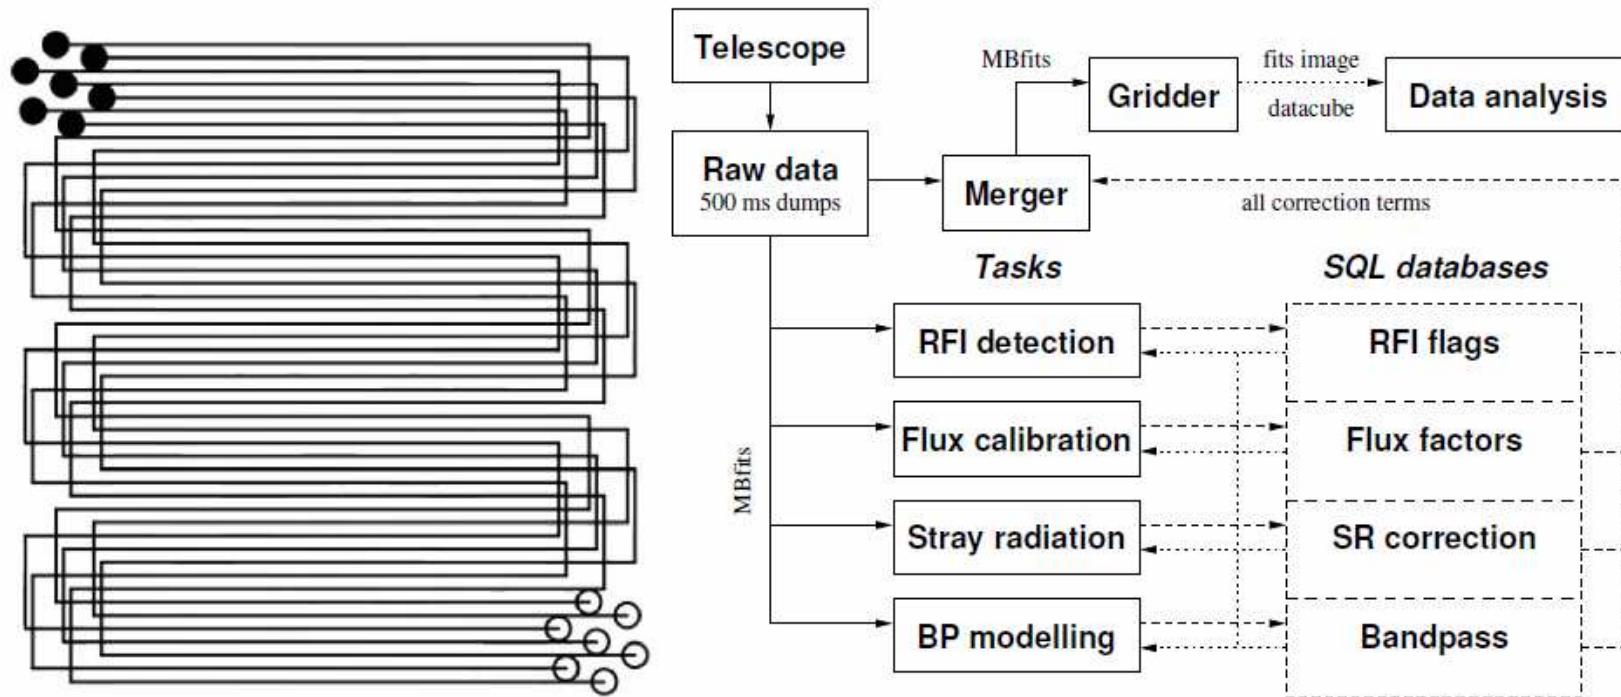 Telescope
MBfits
Gridder
fits image
datacube
Data analysis
Raw data
500 ms dumps
Merger
all correction terms
Tasks
SQL databases
MBfits
RFI detection
RFI flags
Flux calibration
Flux factors
Stray radiation
SR correction
BP modelling
Bandpass